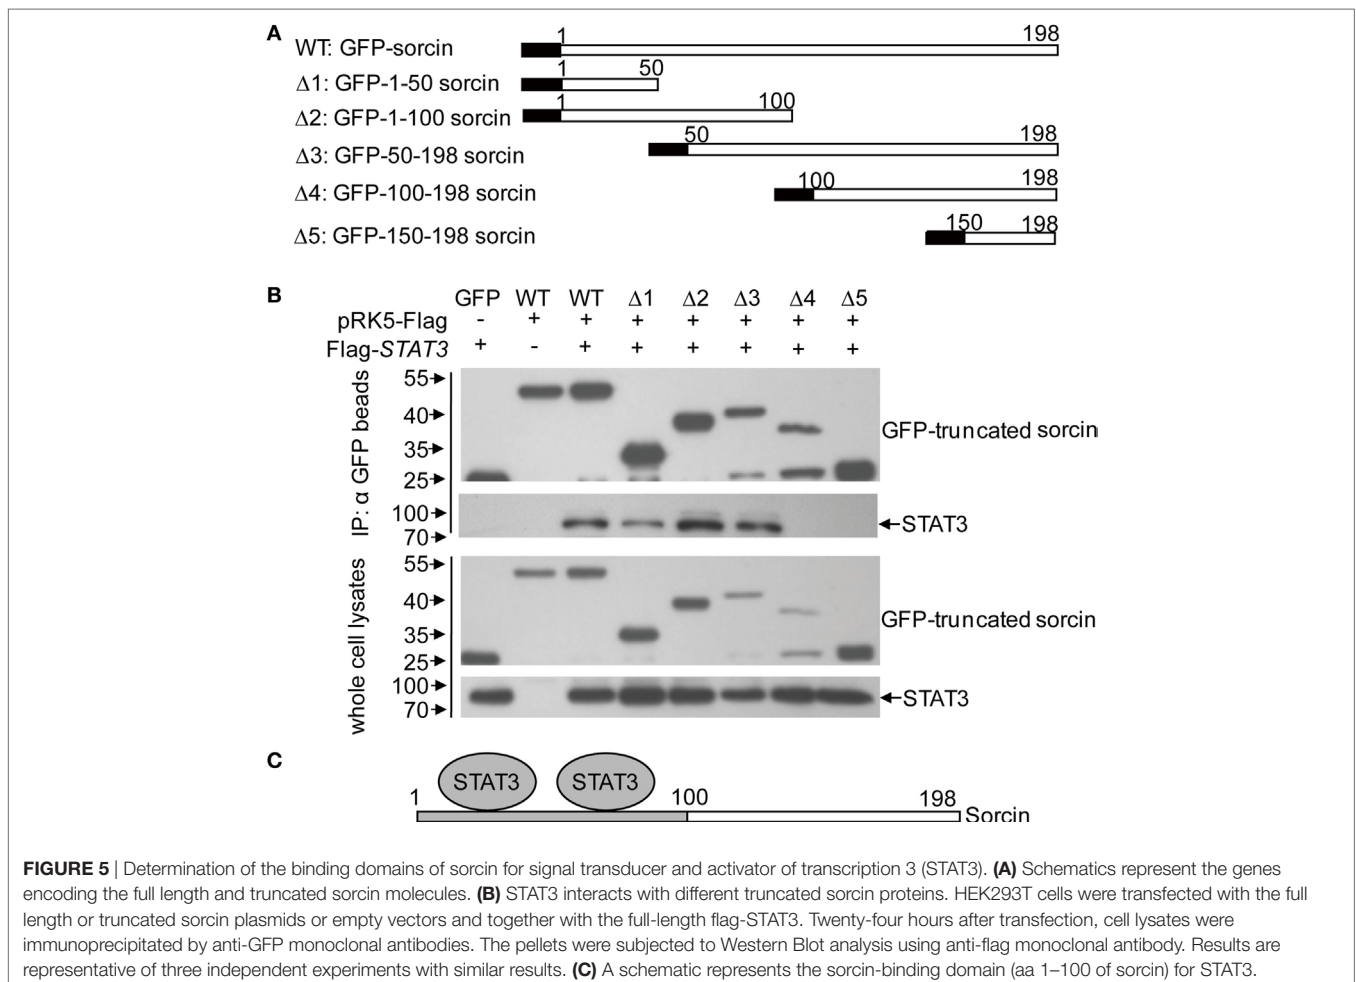 A
WT: GFP-sorcin 1 198
Δ1: GFP-1-50 sorcin 1 50
Δ2: GFP-1-100 sorcin 1 100
Δ3: GFP-50-198 sorcin 50 198
Δ4: GFP-100-198 sorcin 100 198
Δ5: GFP-150-198 sorcin 150 198
B
GFP WT WT Δ1 Δ2 Δ3 Δ4 Δ5
pRK5-Flag - + + + + + + +
Flag-STAT3 + - + + + + + +
IP: α GFP beads
55
40
35
25
GFP-truncated sorcin
100
70
STAT3
whole cell lysates
55
40
35
25
GFP-truncated sorcin
100
70
STAT3
C
STAT3 STAT3
1 100 198
Sorcin
FIGURE 5 | Determination of the binding domains of sorcin for signal transducer and activator of transcription 3 (STAT3). (A) Schematics represent the genes
encoding the full length and truncated sorcin molecules. (B) STAT3 interacts with different truncated sorcin proteins. HEK293T cells were transfected with the full
length or truncated sorcin plasmids or empty vectors and together with the full-length flag-STAT3. Twenty-four hours after transfection, cell lysates were
immunoprecipitated by anti-GFP monoclonal antibodies. The pellets were subjected to Western Blot analysis using anti-flag monoclonal antibody. Results are
representative of three independent experiments with similar results. (C) A schematic represents the sorcin-binding domain (aa 1–100 of sorcin) for STAT3.